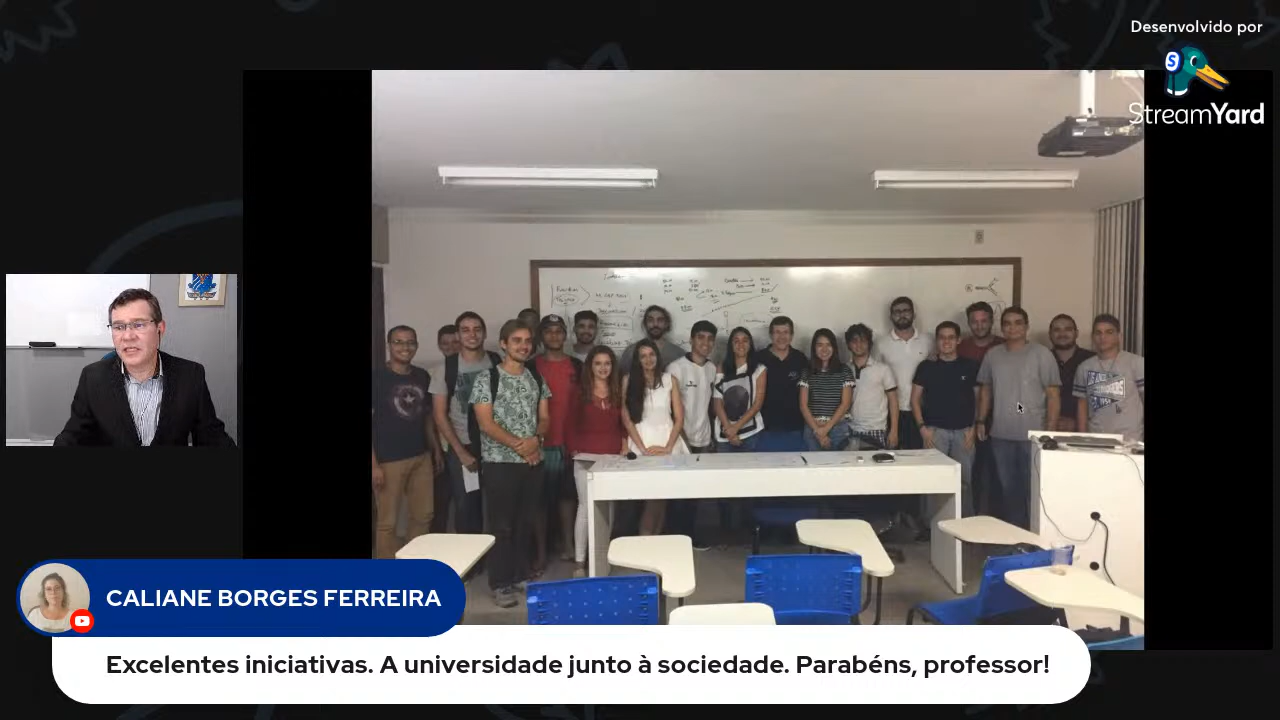 Desenvolvido por
StreamYard
CALIANE BORGES FERREIRA
Excelentes iniciativas. A universidade junto à sociedade. Parabéns, professor!